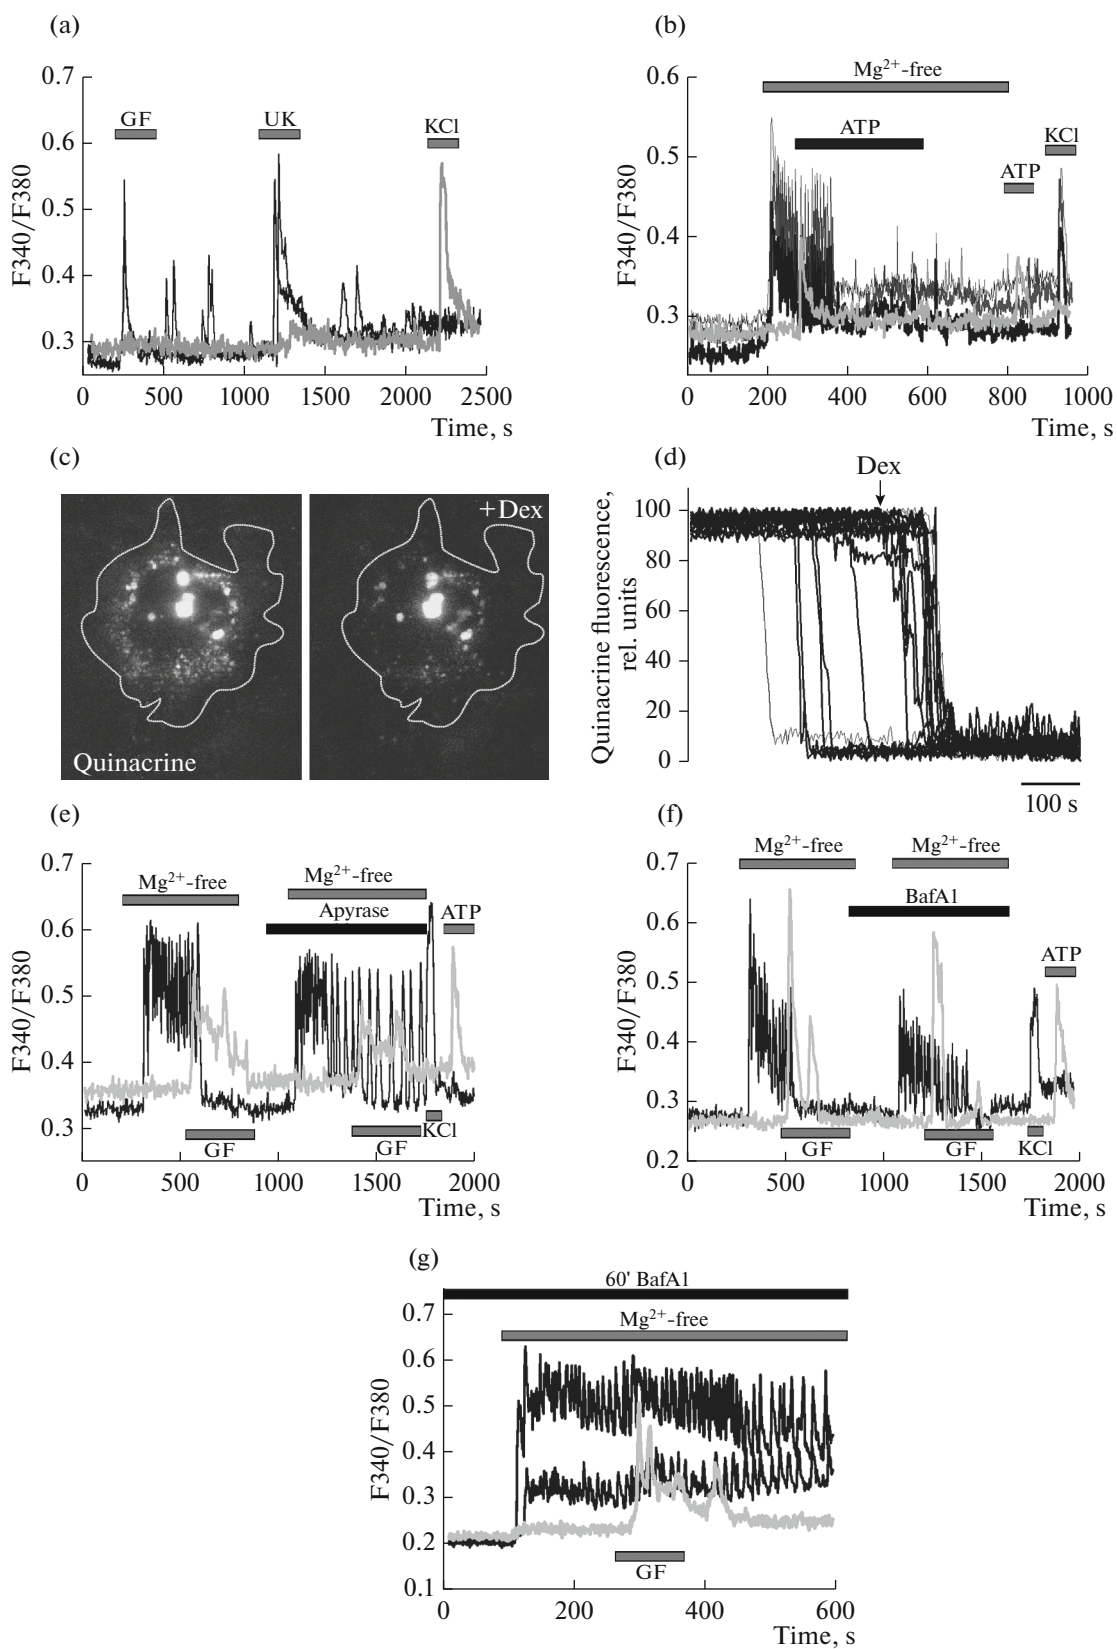 (a)
0.7
GF
UK
KCl
0.6
0.5
0.4
0.3
F340/F380
0 500 1000 1500 2000 2500
Time, s
(b)
0.6
Mg²⁺-free
ATP
KCl
ATP
0.5
0.4
0.3
F340/F380
0 200 400 600 800 1000
Time, s
(c)
+Dex
Quinacrine
(d)
Dex
100
80
60
40
20
0
Quinacrine fluorescence,
rel. units
100 s
(e)
0.7
Mg²⁺-free
Mg²⁺-free
Apyrase
ATP
0.6
0.5
0.4
0.3
F340/F380
GF
GF
KCl
0 500 1000 1500 2000
Time, s
(f)
0.7
Mg²⁺-free
Mg²⁺-free
BafA1
ATP
0.6
0.5
0.4
0.3
0.2
F340/F380
GF
GF
KCl
0 500 1000 1500 2000
Time, s
(g)
60' BafA1
0.7
Mg²⁺-free
0.6
0.5
0.4
0.3
0.2
0.1
F340/F380
GF
0 200 400 600
Time, s